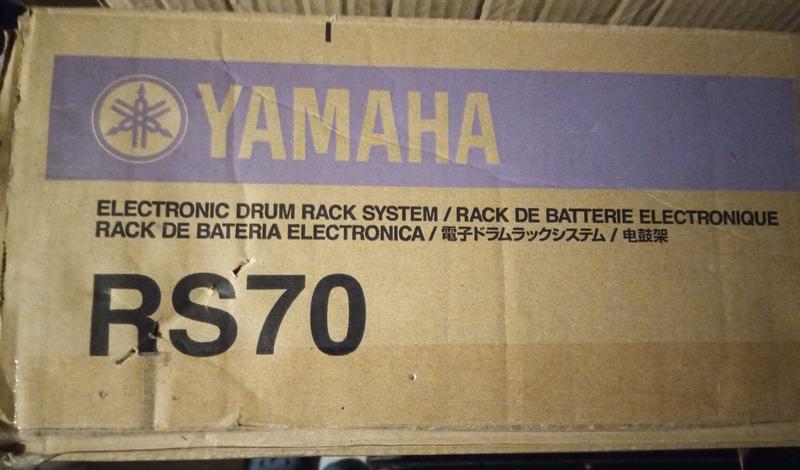 YAMAHA
ELECTRONIC DRUM RACK SYSTEM / RACK DE BATTERIE ELECTRONIQUE
RACK DE BATERIA ELECTRONICA / 電子ドラムラックシステム / 电鼓架
RS70